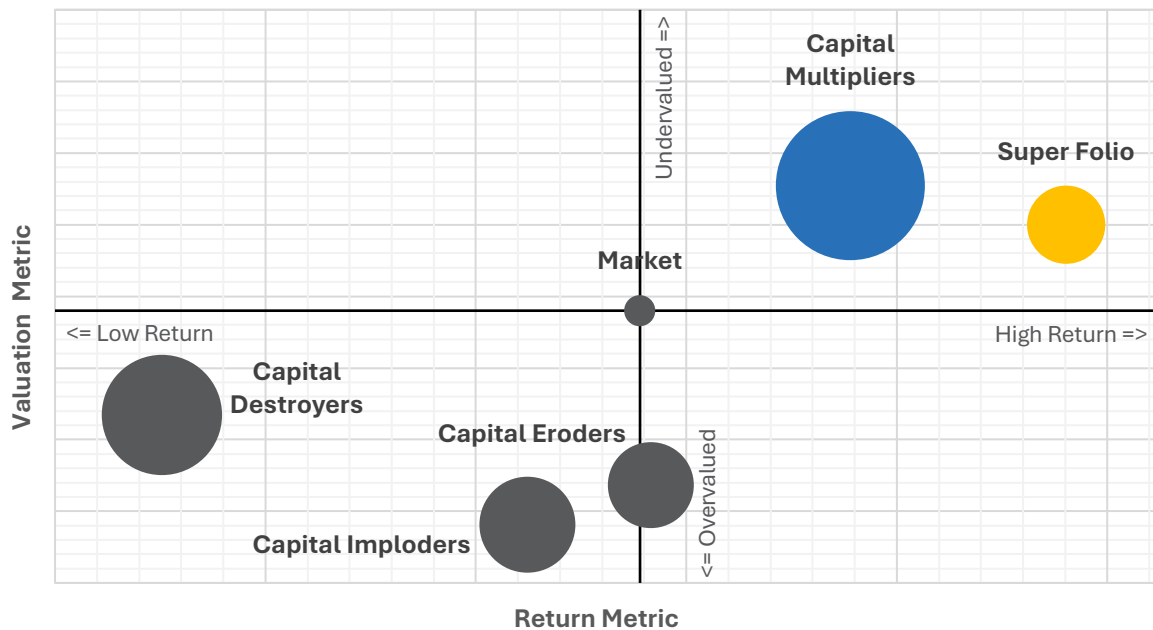 Capital
Multipliers
Undervalued =>
Super Folio
Market
<= Low Return
High Return =>
Capital
Destroyers
Capital Eroders
<= Overvalued
Capital Imploders
Valuation Metric
Return Metric